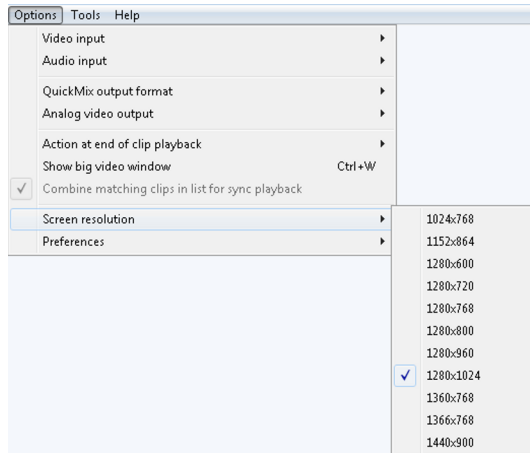 Options Tools Help
Video input
Audio input
QuickMix output format
Analog video output
Action at end of clip playback
Show big video window Ctrl+W
Combine matching clips in list for sync playback
Screen resolution
Preferences
1024x768
1152x864
1280x600
1280x720
1280x768
1280x800
1280x960
1280x1024
1360x768
1366x768
1440x900